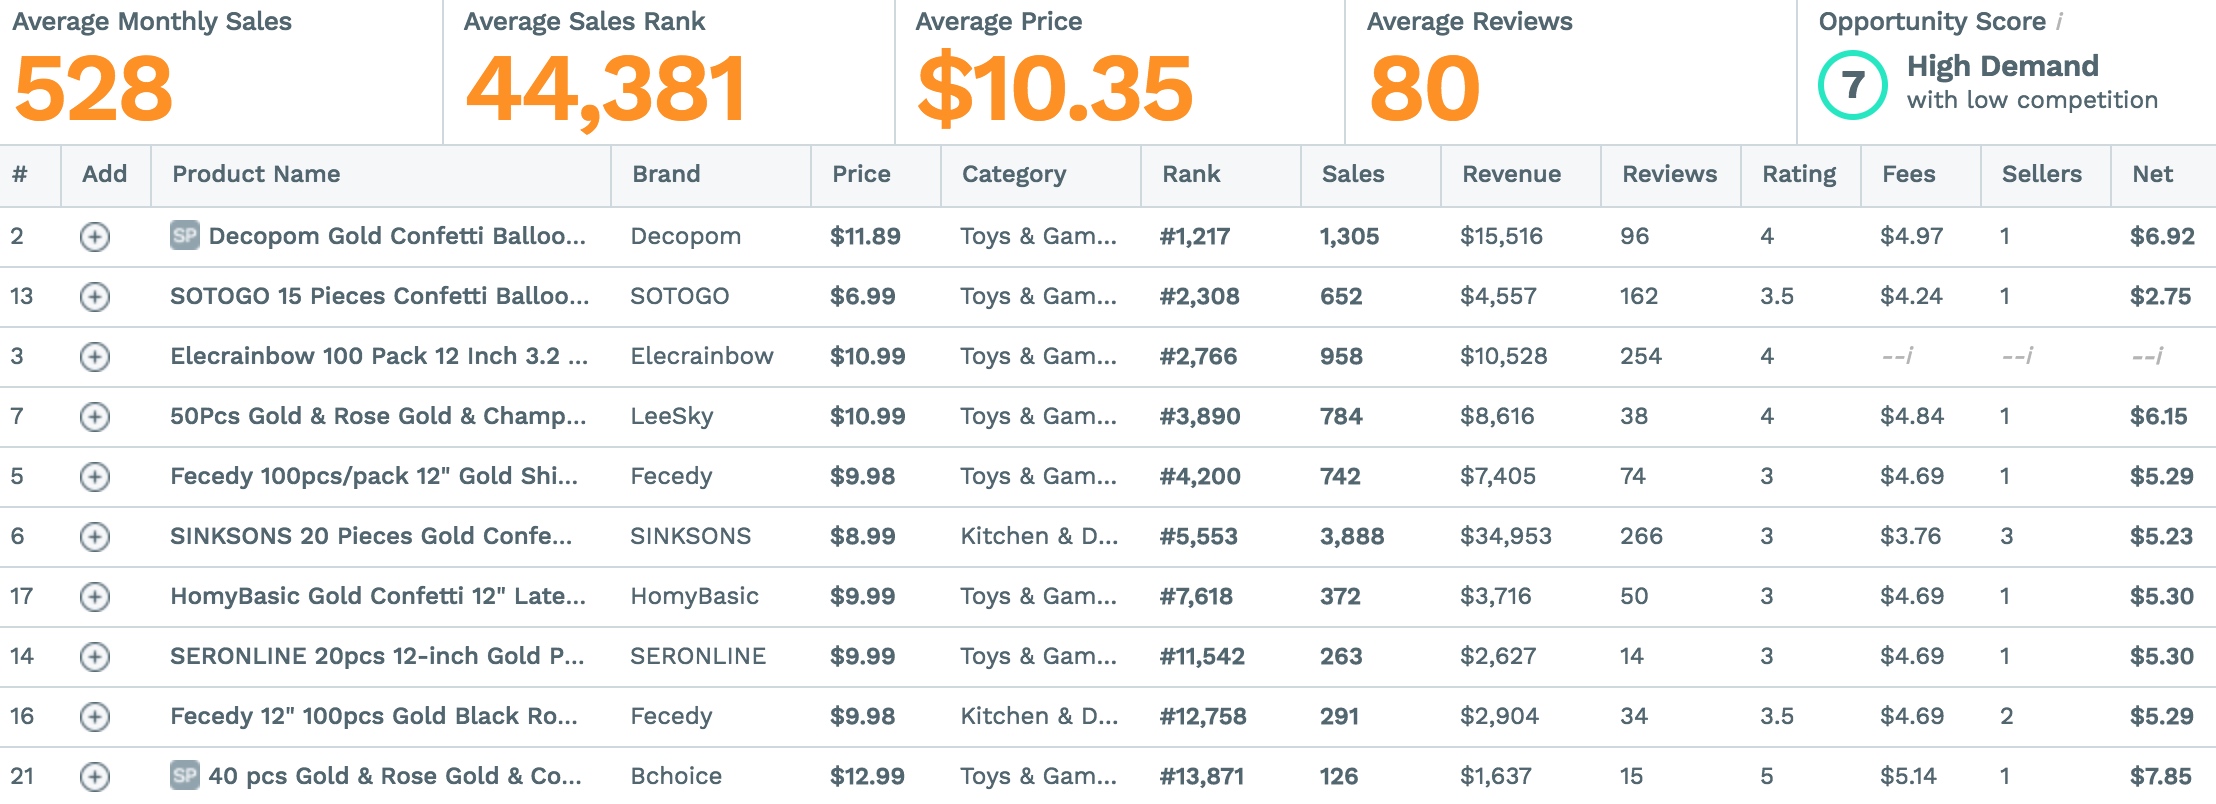 Average Monthly Sales Average Sales Rank Average Price Average Reviews Opportunity Score i
528 44,381 $10.35 80 7 High Demand
with low competition
# Add Product Name Brand Price Category Rank Sales Revenue Reviews Rating Fees Sellers Net
2 SP Decopom Gold Confetti Balloo... Decopom $11.89 Toys & Gam... #1,217 1,305 $15,516 96 4 $4.97 1 $6.92
13 SOTOGO 15 Pieces Confetti Balloo... SOTOGO $6.99 Toys & Gam... #2,308 652 $4,557 162 3.5 $4.24 1 $2.75
3 Elecrainbow 100 Pack 12 Inch 3.2 ... Elecrainbow $10.99 Toys & Gam... #2,766 958 $10,528 254 4 --i --i --i
7 50Pcs Gold & Rose Gold & Champ... LeeSky $10.99 Toys & Gam... #3,890 784 $8,616 38 4 $4.84 1 $6.15
5 Fecedy 100pcs/pack 12" Gold Shi... Fecedy $9.98 Toys & Gam... #4,200 742 $7,405 74 3 $4.69 1 $5.29
6 SINKSONS 20 Pieces Gold Confe... SINKSONS $8.99 Kitchen & D... #5,553 3,888 $34,953 266 3 $3.76 3 $5.23
17 HomyBasic Gold Confetti 12" Late... HomyBasic $9.99 Toys & Gam... #7,618 372 $3,716 50 3 $4.69 1 $5.30
14 SERONLINE 20pcs 12-inch Gold P... SERONLINE $9.99 Toys & Gam... #11,542 263 $2,627 14 3 $4.69 1 $5.30
16 Fecedy 12" 100pcs Gold Black Ro... Fecedy $9.98 Kitchen & D... #12,758 291 $2,904 34 3.5 $4.69 2 $5.29
21 SP 40 pcs Gold & Rose Gold & Co... Bchoice $12.99 Toys & Gam... #13,871 126 $1,637 15 5 $5.14 1 $7.85